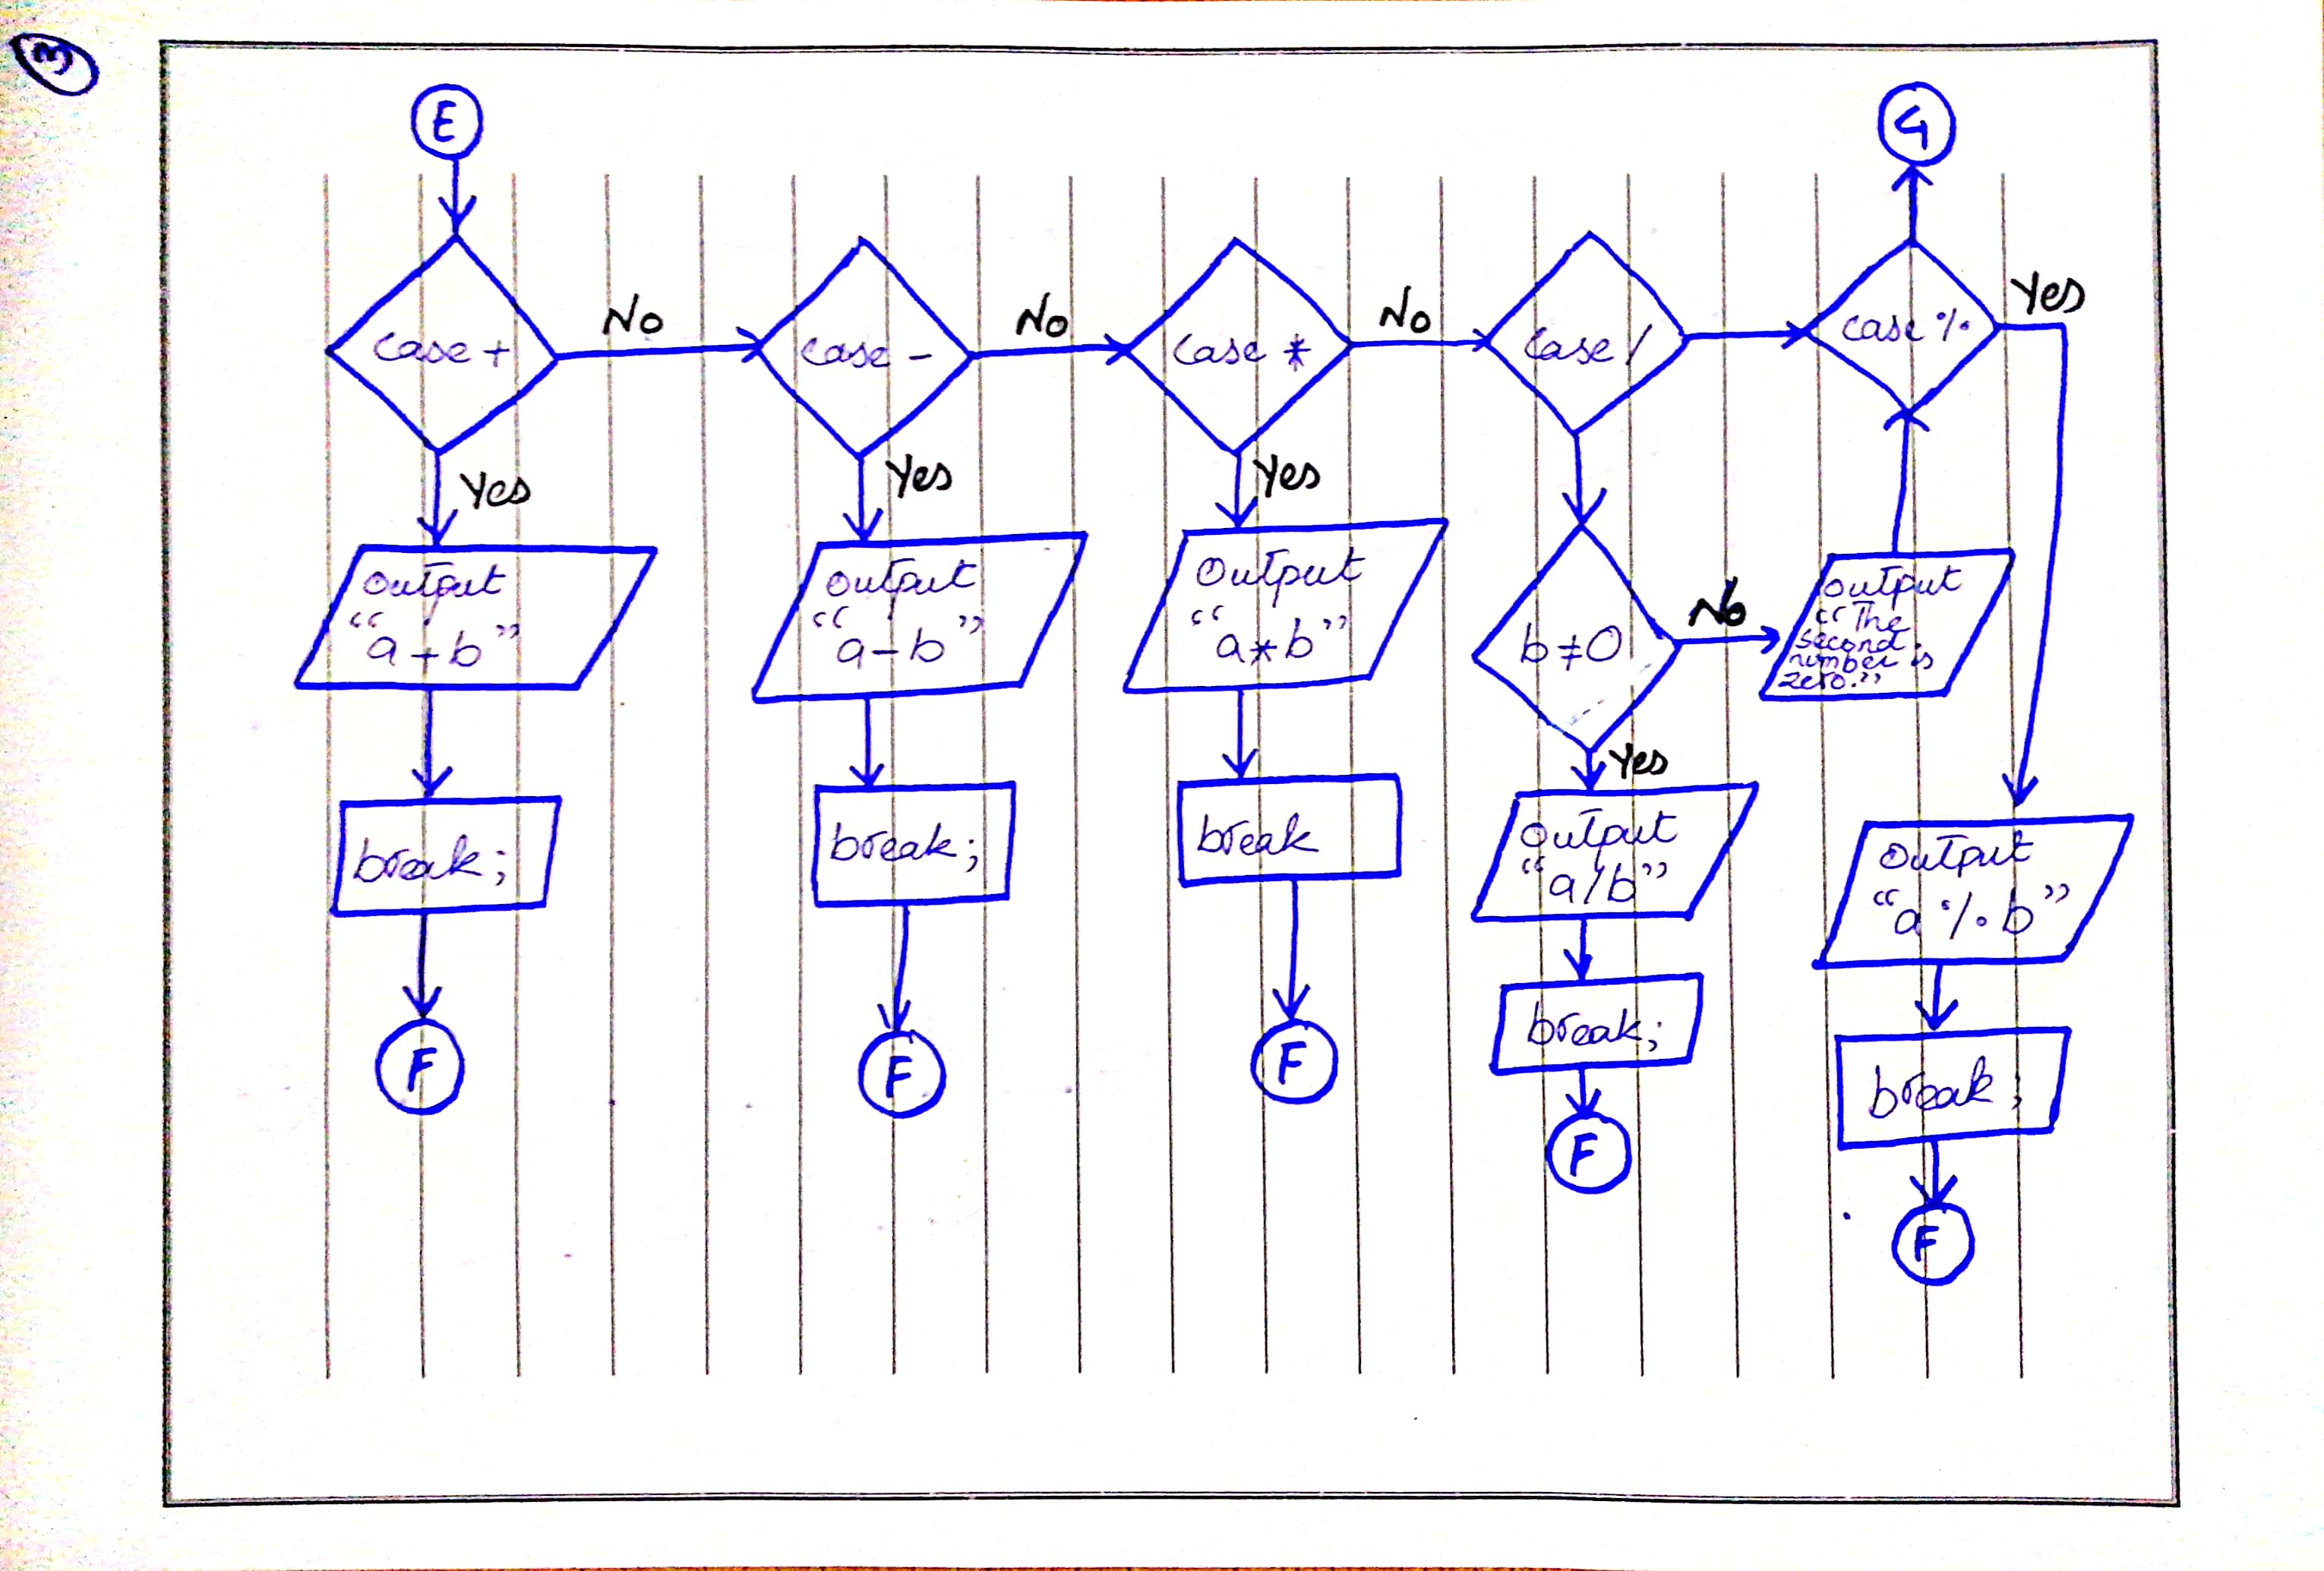 3
E
G
case +
No
case -
No
case *
No
case /
case %
Yes
Yes
Output
"a+b"
break;
F
Yes
Output
"a-b"
break;
F
Yes
Output
"a*b"
break
F
b≠0
No
Output
"The
second
number is
zero."
Yes
Output
"a/b"
break;
F
Output
"a % b"
break;
F